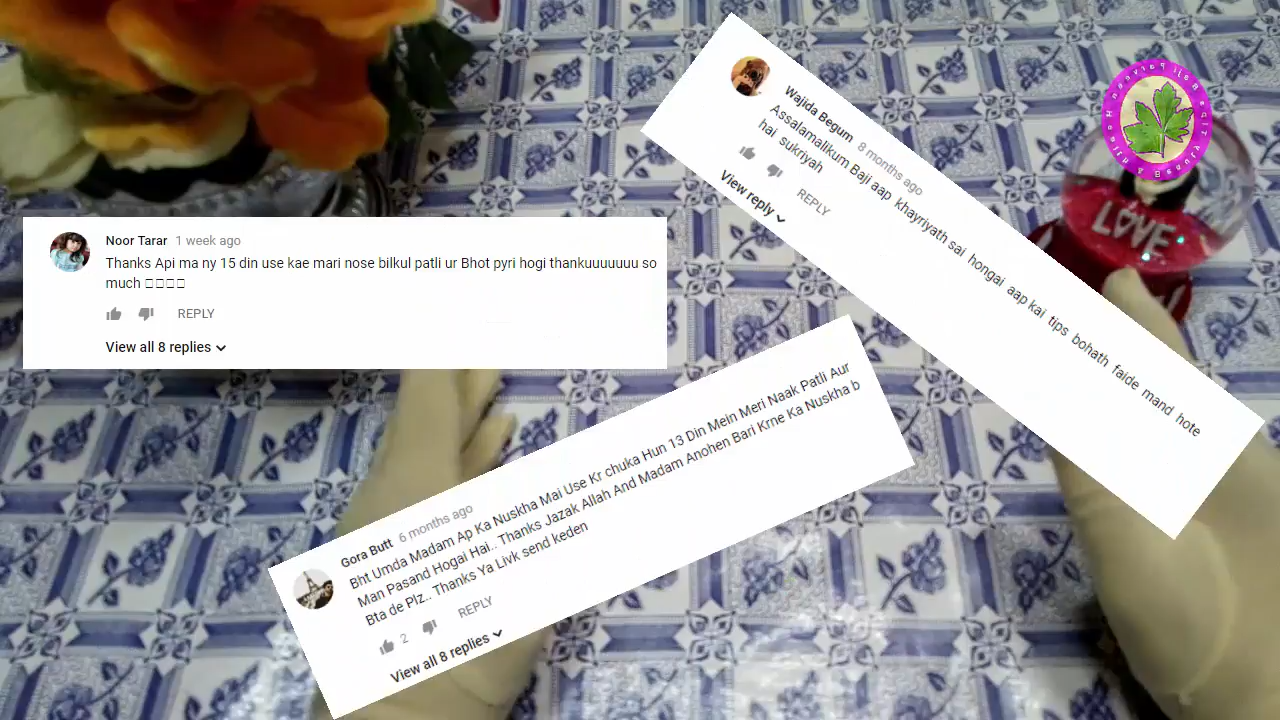 Noor Tarar 1 week ago
Thanks Api ma ny 15 din use kae mari nose bilkul patli ur Bhot pyri hogi thankuuuuuuu so
much □□□□
REPLY
View all 8 replies
Wajida Begum 8 months ago
Assalamalikum Baji aap khayriyath sai hongai aap kai tips bohath faide mand hote
hai sukriyah
REPLY
View reply
Gora Butt 6 months ago
Bht Umda Madam Ap Ka Nuskha Mai Use Kr chuka Hun 13 Din Mein Meri Naak Patli Aur
Man Pasand Hogai Hai.. Thanks Jazak Allah And Madam Anohen Bari Krne Ka Nuskha b
Bta de Plz.. Thanks Ya Livk send keden
2 REPLY
View all 8 replies
LOVE